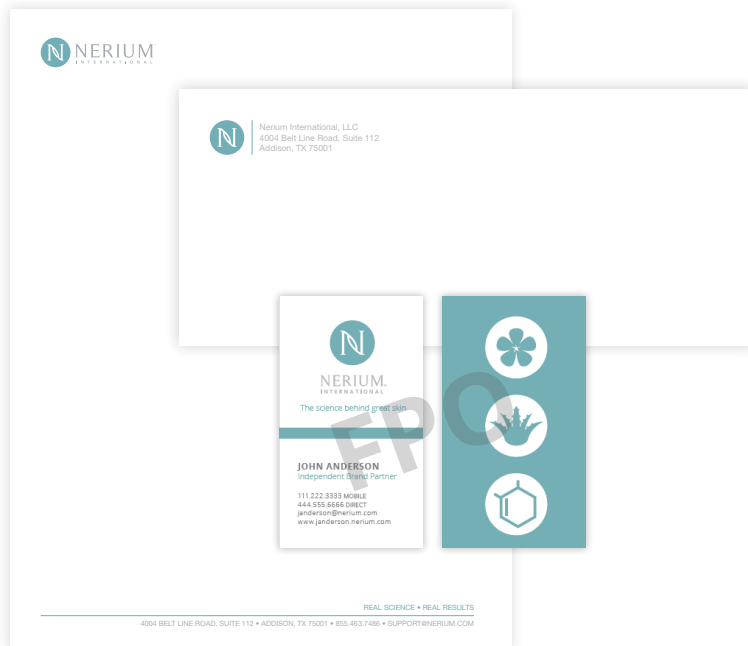 N NERIUM
INTERNATIONAL
N
Nerium International, LLC
4004 Belt Line Road, Suite 112
Addison, TX 75001
N
NERIUM.
INTERNATIONAL
The science behind great skin
FPO
JOHN ANDERSON
Independent Brand Partner
111.222.3333 MOBILE
444.555.6666 DIRECT
janderson@nerium.com
www.janderson.nerium.com
REAL SCIENCE • REAL RESULTS
4004 BELT LINE ROAD, SUITE 112 • ADDISON, TX 75001 • 855.463.7486 • SUPPORT@NERIUM.COM